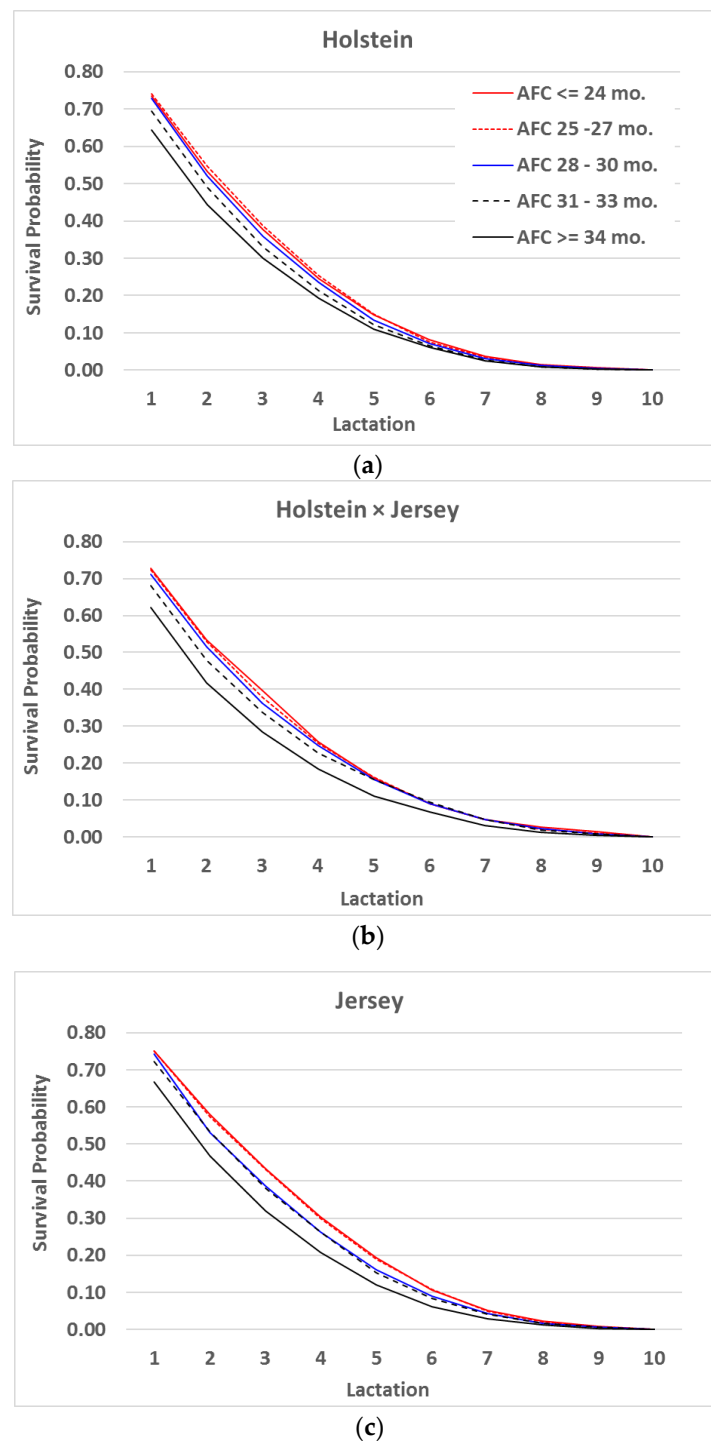 Holstein
0.80
0.70
0.60
0.50
0.40
0.30
0.20
0.10
0.00
Survival Probability
AFC <= 24 mo.
AFC 25 -27 mo.
AFC 28 - 30 mo.
AFC 31 - 33 mo.
AFC >= 34 mo.
1 2 3 4 5 6 7 8 9 10
Lactation
(a)
Holstein × Jersey
0.80
0.70
0.60
0.50
0.40
0.30
0.20
0.10
0.00
Survival Probability
1 2 3 4 5 6 7 8 9 10
Lactation
(b)
Jersey
0.80
0.70
0.60
0.50
0.40
0.30
0.20
0.10
0.00
Survival Probability
1 2 3 4 5 6 7 8 9 10
Lactation
(c)